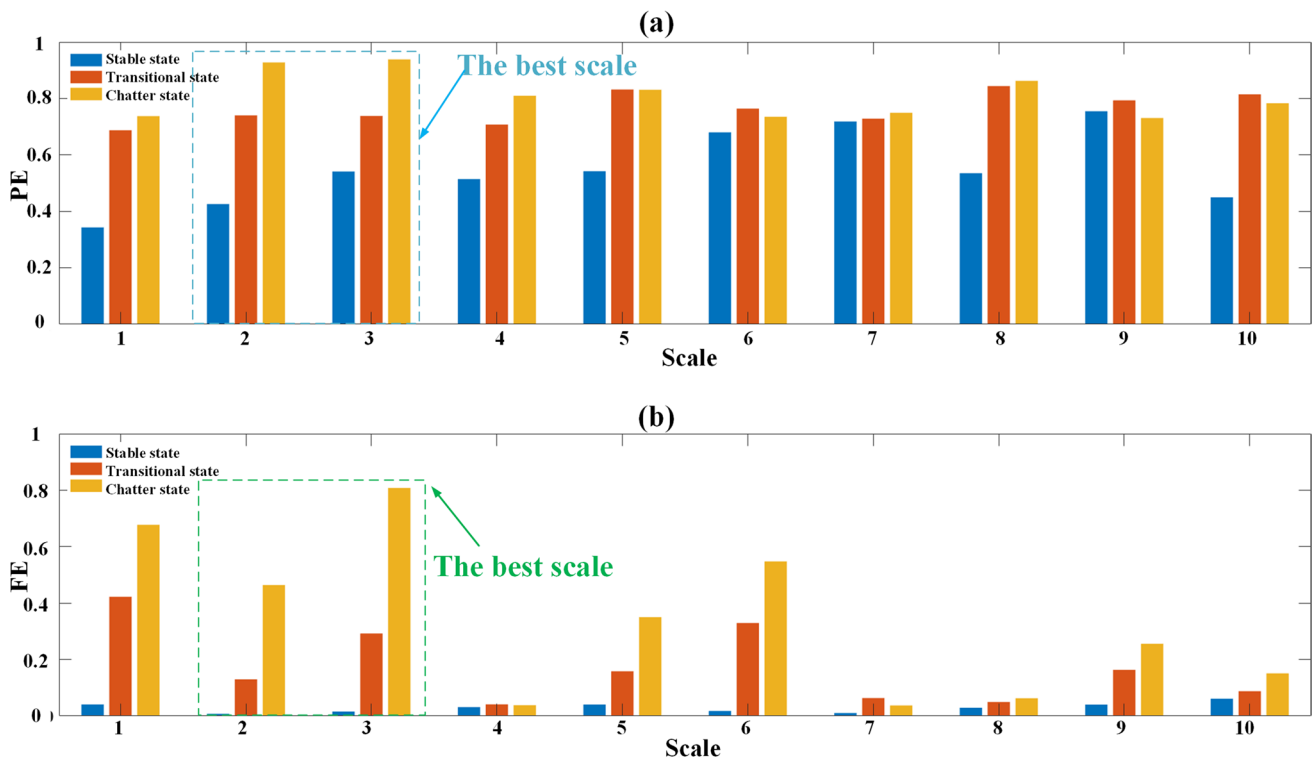 (a)
1
Stable state
The best scale
Transitional state
Chatter state
0.8
0.6
PE
0.4
0.2
0
1 2 3 4 5 6 7 8 9 10
Scale
(b)
1
Stable state
Transitional state
Chatter state
0.8
0.6
The best scale
FE
0.4
0.2
0 )
1 2 3 4 5 6 7 8 9 10
Scale